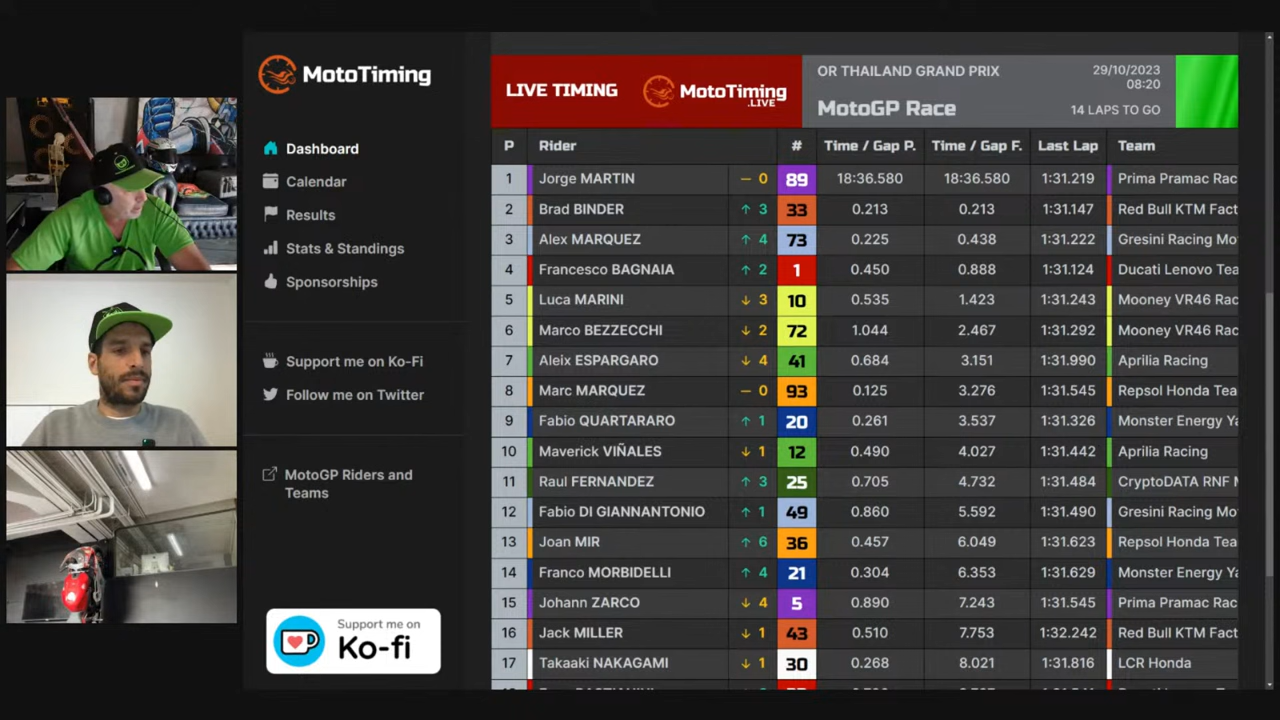 MotoTiming
Dashboard
Calendar
Results
Stats & Standings
Sponsorships
Support me on Ko-Fi
Follow me on Twitter
MotoGP Riders and
Teams
Support me on
Ko-fi
LIVE TIMING
MotoTiming
.LIVE
OR THAILAND GRAND PRIX
29/10/2023
08:20
MotoGP Race
14 LAPS TO GO
P Rider # Time / Gap P. Time / Gap F. Last Lap Team
1 Jorge MARTIN – 0 89 18:36.580 18:36.580 1:31.219 Prima Pramac Rac
2 Brad BINDER ↑ 3 33 0.213 0.213 1:31.147 Red Bull KTM Fact
3 Alex MARQUEZ ↑ 4 73 0.225 0.438 1:31.222 Gresini Racing Mo
4 Francesco BAGNAIA ↑ 2 1 0.450 0.888 1:31.124 Ducati Lenovo Tea
5 Luca MARINI ↓ 3 10 0.535 1.423 1:31.243 Mooney VR46 Rac
6 Marco BEZZECCHI ↓ 2 72 1.044 2.467 1:31.292 Mooney VR46 Rac
7 Aleix ESPARGARO ↓ 4 41 0.684 3.151 1:31.990 Aprilia Racing
8 Marc MARQUEZ – 0 93 0.125 3.276 1:31.545 Repsol Honda Tea
9 Fabio QUARTARARO ↑ 1 20 0.261 3.537 1:31.326 Monster Energy Ya
10 Maverick VIÑALES ↓ 1 12 0.490 4.027 1:31.442 Aprilia Racing
11 Raul FERNANDEZ ↑ 3 25 0.705 4.732 1:31.484 CryptoDATA RNF M
12 Fabio DI GIANNANTONIO ↑ 1 49 0.860 5.592 1:31.490 Gresini Racing Mo
13 Joan MIR ↑ 6 36 0.457 6.049 1:31.623 Repsol Honda Tea
14 Franco MORBIDELLI ↑ 4 21 0.304 6.353 1:31.629 Monster Energy Ya
15 Johann ZARCO ↓ 4 5 0.890 7.243 1:31.545 Prima Pramac Rac
16 Jack MILLER ↓ 1 43 0.510 7.753 1:32.242 Red Bull KTM Fact
17 Takaaki NAKAGAMI ↓ 1 30 0.268 8.021 1:31.816 LCR Honda